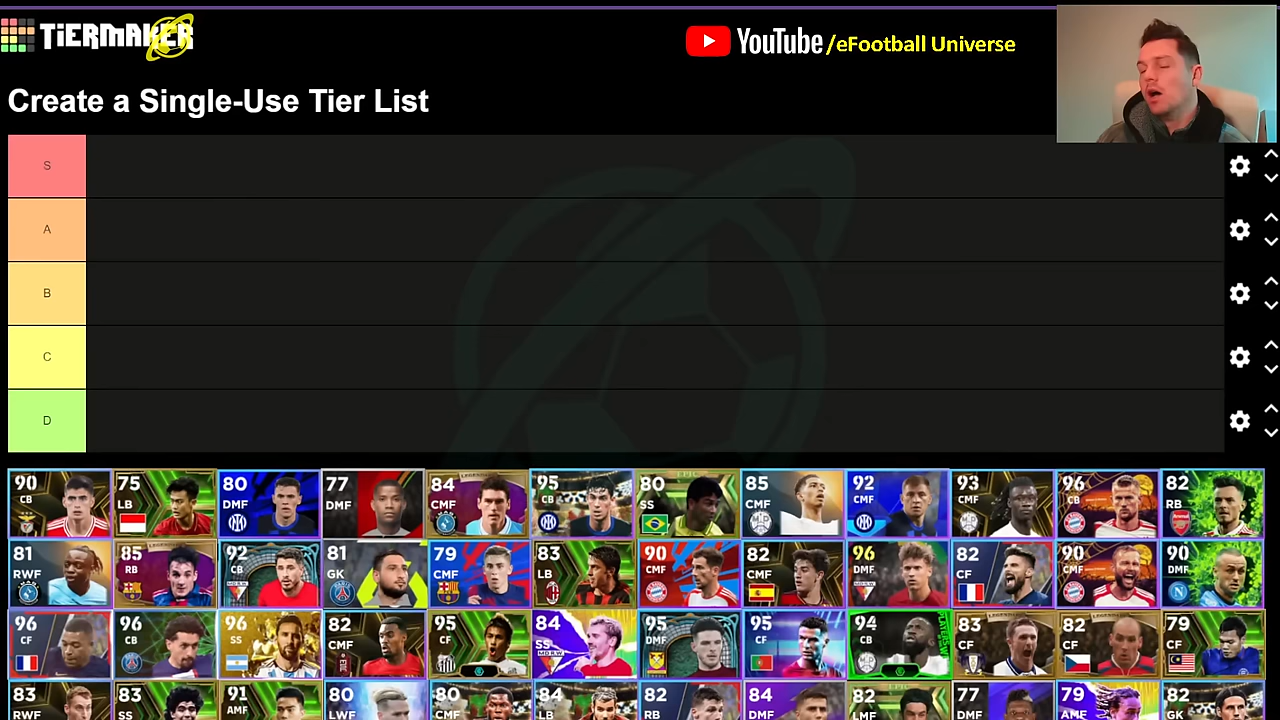 TiERMAKER
YouTube /eFootball Universe
Create a Single-Use Tier List
S
A
B
C
D
90 CB
75 LB
80 DMF
77 DMF
84 CMF
95 CB
EPIC 80 SS
85 CMF
92 CMF
93 CMF
96 CB
82 RB
81 RWF
85 RB
92 CB
81 GK
79 CMF
83 LB
90 CMF
82 CMF
96 DMF
82 CF
90 CMF
90 DMF
96 CF
96 CB
96 SS
82 CMF
95 CF
84 SS
95 DMF
95 CF
94 CB
83 CF
82 CF
79 CF
83 RWF
83 SS
91 AMF
80 LWF
80 CMF
84 LB
82 RB
84 DMF
82 LMF
77 DMF
79 AMF
82 GK